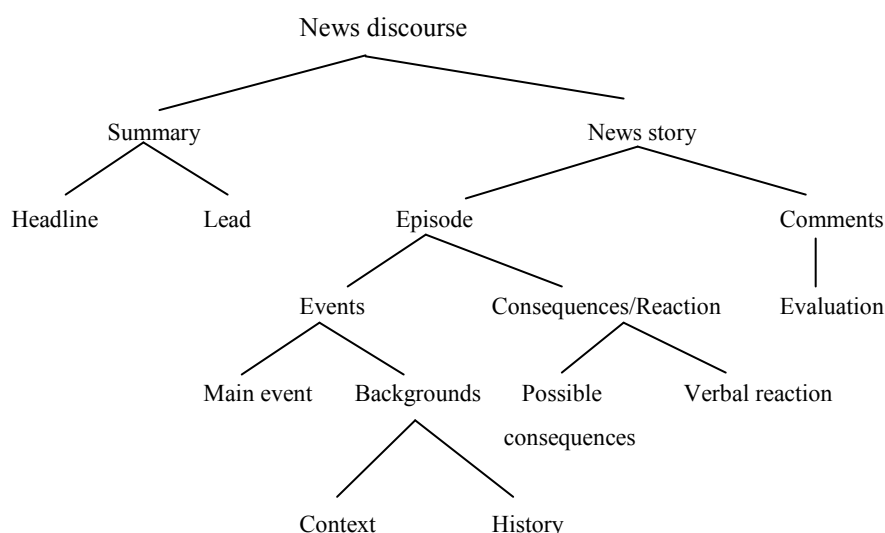 News discourse
Summary News story
Headline Lead Episode Comments
Events Consequences/Reaction Evaluation
Main event Backgrounds Possible Verbal reaction
consequences
Context History